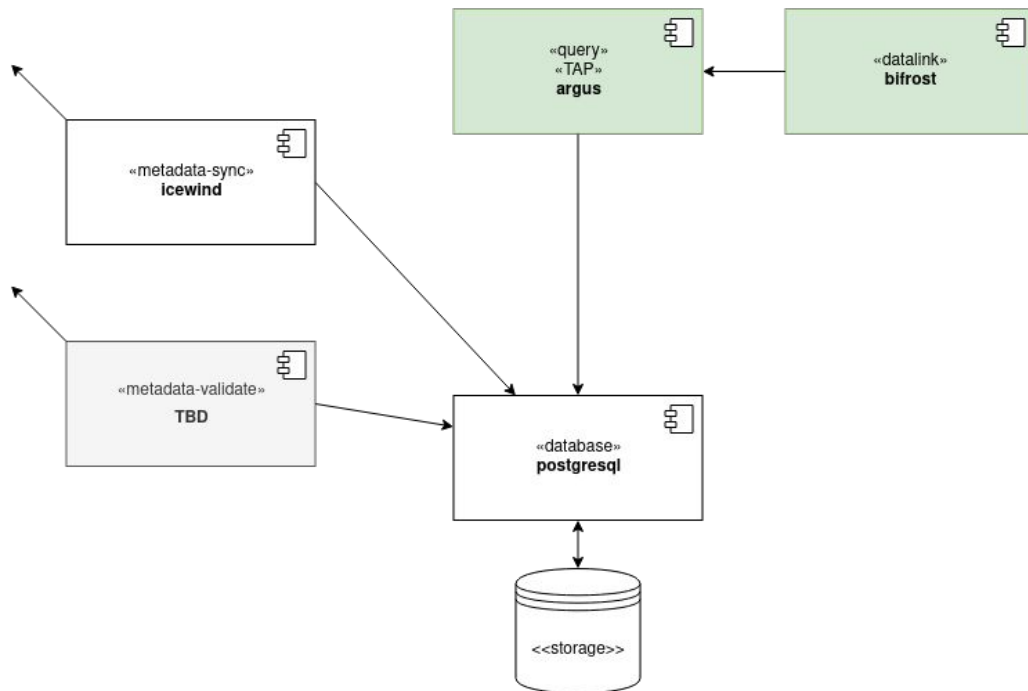 «query»
«TAP»
argus
«datalink»
bifrost
«metadata-sync»
icewind
«metadata-validate»
TBD
«database»
postgresql
<<storage>>